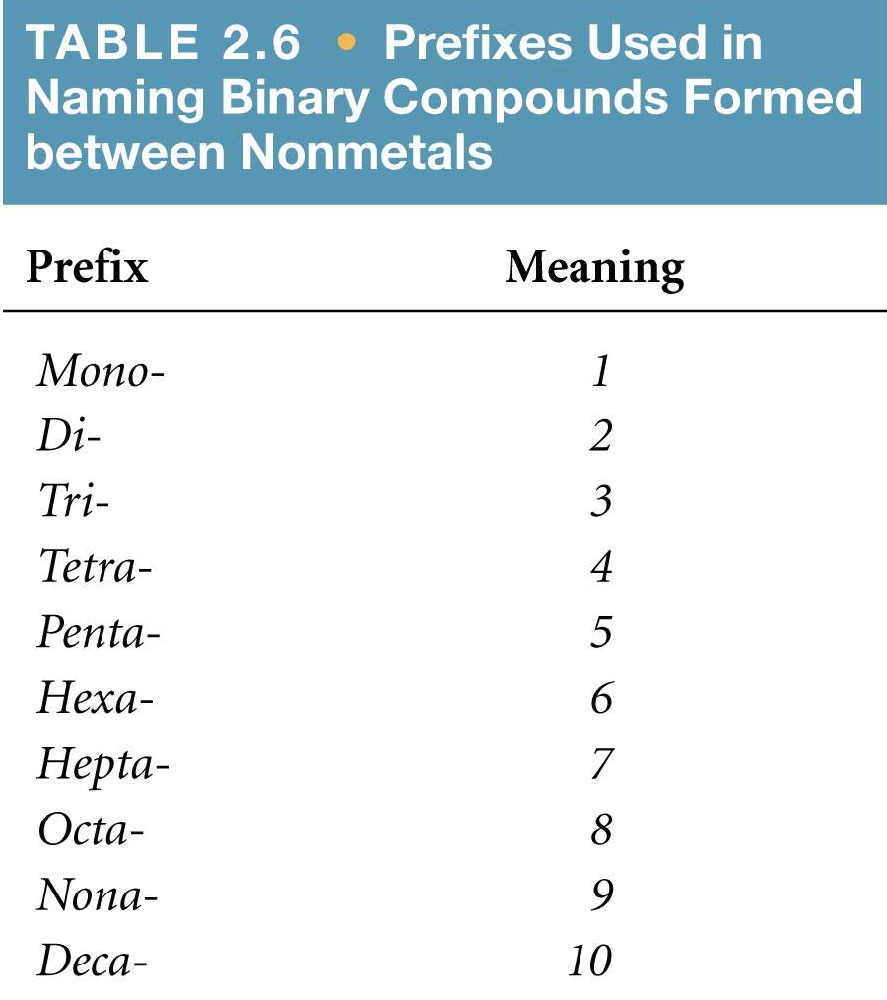 TABLE 2.6 • Prefixes Used in
Naming Binary Compounds Formed
between Nonmetals
Prefix Meaning
Mono- 1
Di- 2
Tri- 3
Tetra- 4
Penta- 5
Hexa- 6
Hepta- 7
Octa- 8
Nona- 9
Deca- 10